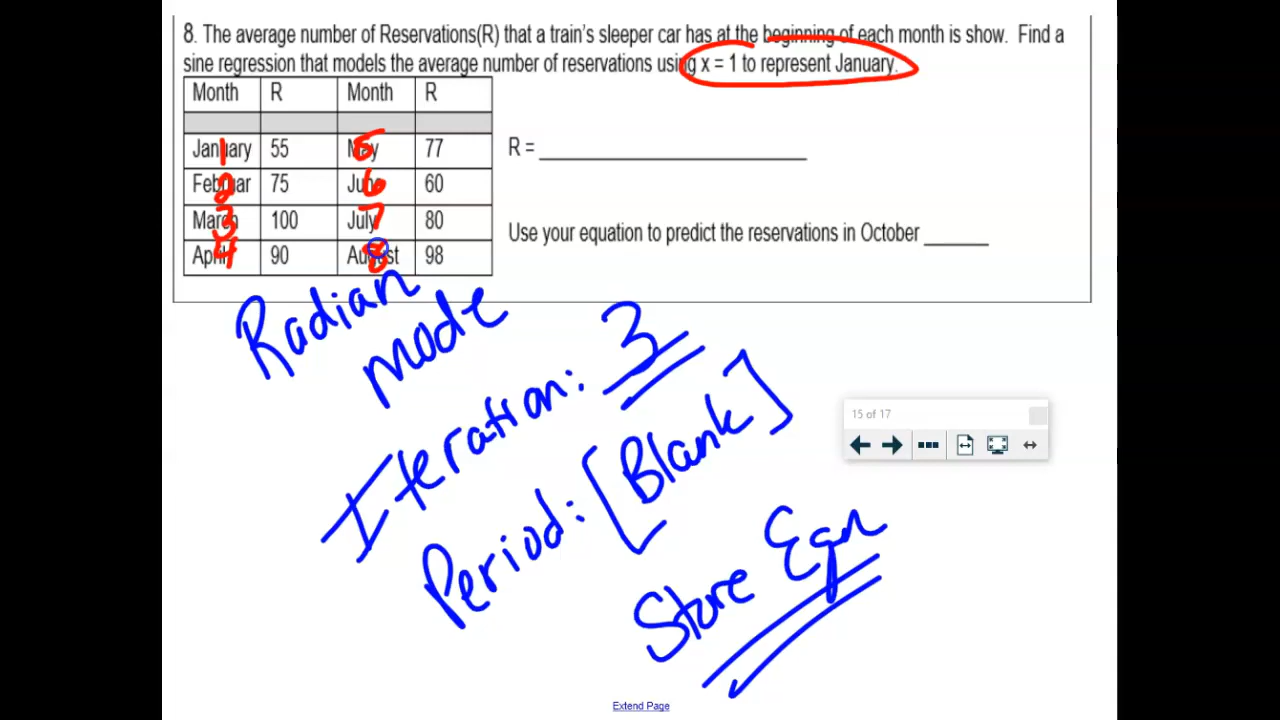 8. The average number of Reservations(R) that a train's sleeper car has at the beginning of each month is show. Find a
sine regression that models the average number of reservations using x = 1 to represent January.
Month R Month R
January 1 55 May 5 77
Februar 2 75 June 6 60
March 3 100 July 7 80
April 4 90 August 8 98
R = ____________________
Use your equation to predict the reservations in October ______
Radian
mode
Iteration: 3
Period: [Blank]
Store Eqn
15 of 17
Extend Page